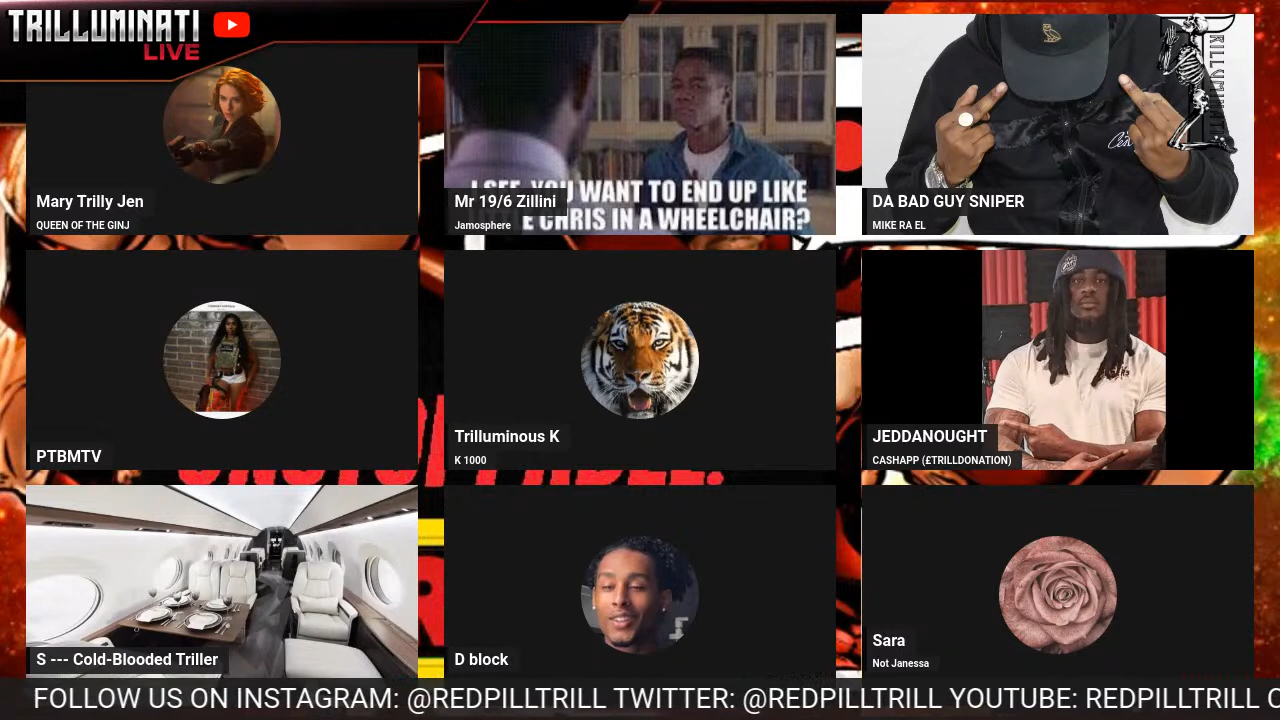 TRILLUMINATI
LIVE
Mary Trilly Jen
QUEEN OF THE GINJ
I SEE, YOU WANT TO END UP LIKE
CHRIS IN A WHEELCHAIR?
Mr 19/6 Zillini
Jamosphere
DA BAD GUY SNIPER
MIKE RA EL
PTBMTV
Trilluminous K
K 1000
JEDDANOUGHT
CASHAPP (£TRILLDONATION)
S --- Cold-Blooded Triller
D block
Sara
Not Janessa
FOLLOW US ON INSTAGRAM: @REDPILLTRILL TWITTER: @REDPILLTRILL YOUTUBE: REDPILLTRILL